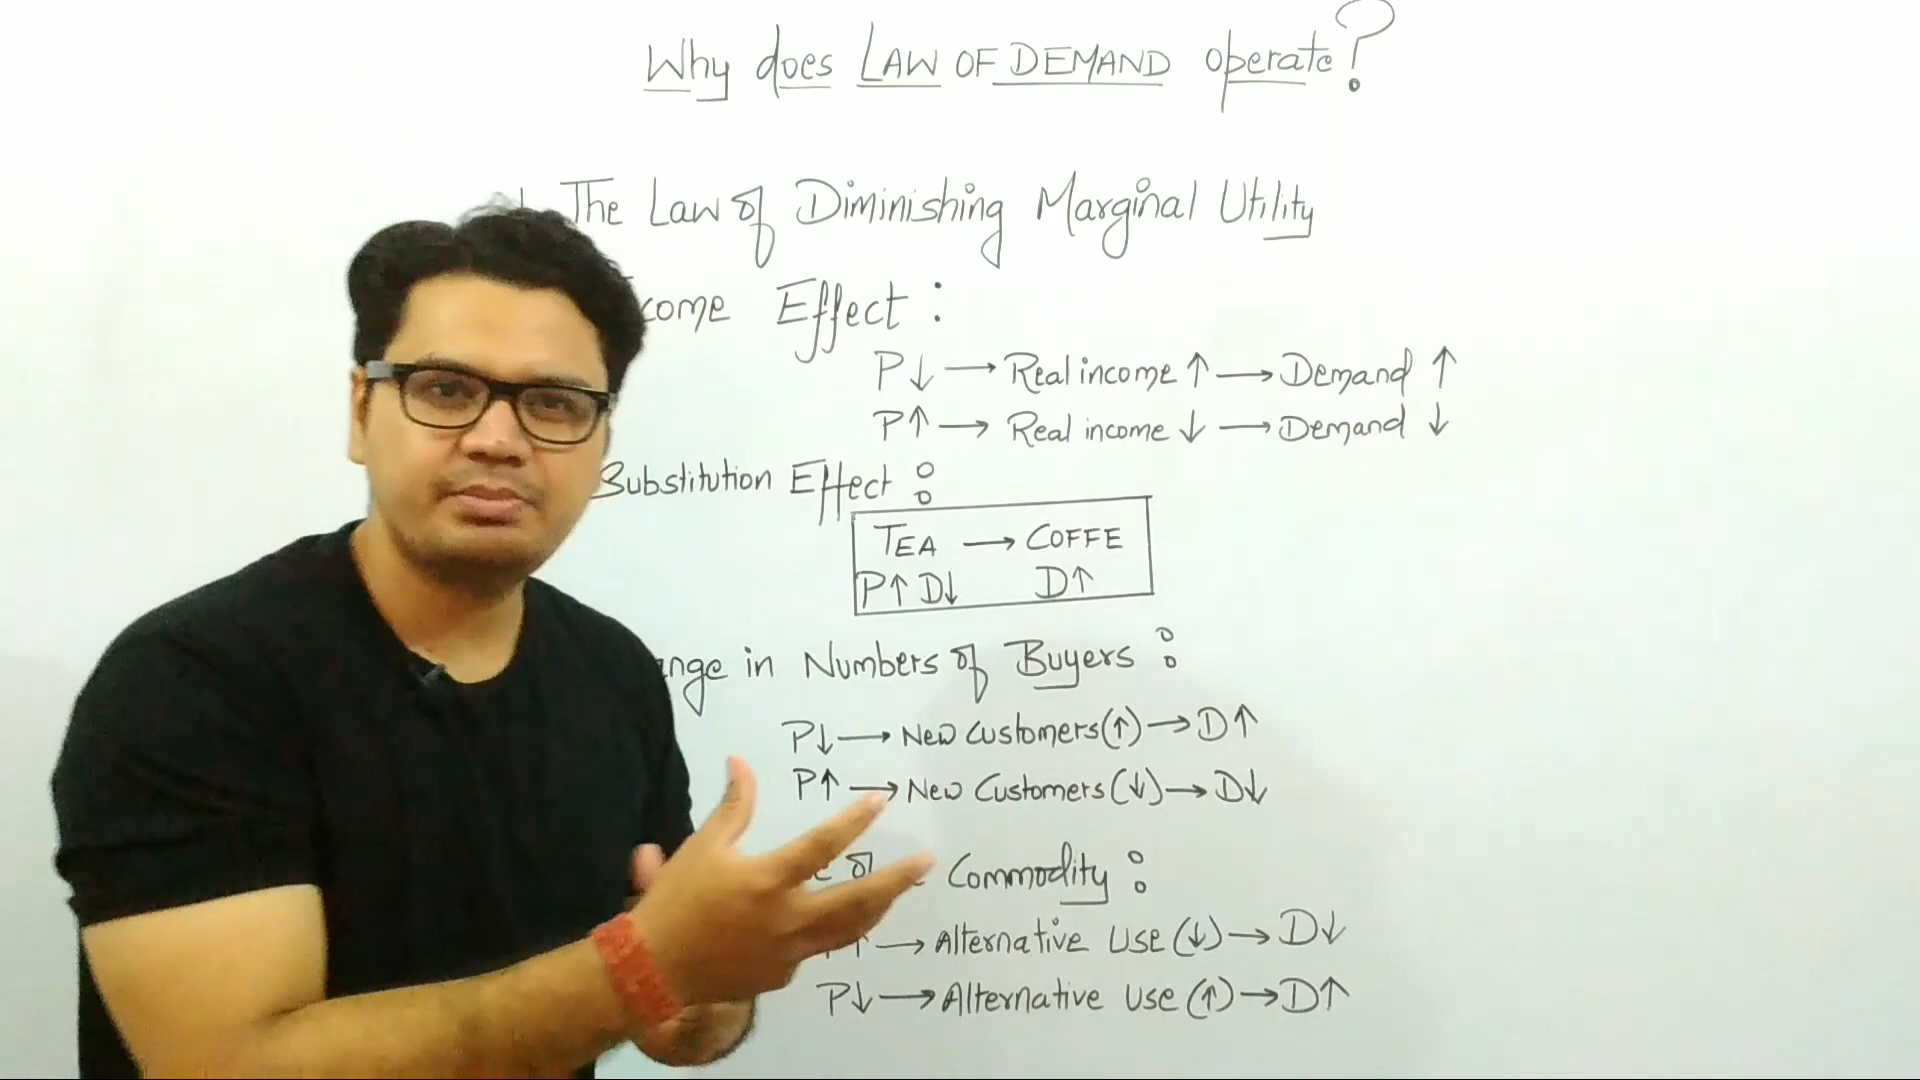 Why does LAW OF DEMAND operate?
The Law of Diminishing Marginal Utility
come Effect :
P↓ → Real income ↑ → Demand ↑
P↑ → Real income ↓ → Demand ↓
Substitution Effect :
TEA → COFFE
P↑ D↓ D↑
ange in Numbers of Buyers :
P↓ → New Customers (↑) → D↑
P↑ → New Customers (↓) → D↓
of Commodity :
↑ → Alternative Use (↓) → D↓
P↓ → Alternative Use (↑) → D↑